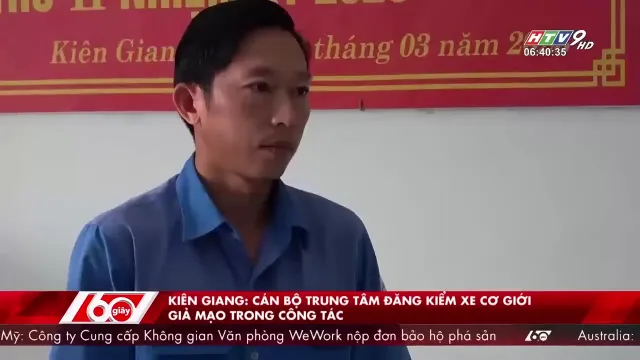 Kiên Giang
tháng 03 năm 2
HTV9 HD
06:40:35
60 giây
KIÊN GIANG: CÁN BỘ TRUNG TÂM ĐĂNG KIỂM XE CƠ GIỚI
GIẢ MẠO TRONG CÔNG TÁC
Mỹ: Công ty Cung cấp Không gian Văn phòng WeWork nộp đơn bảo hộ phá sản
60
Australia: